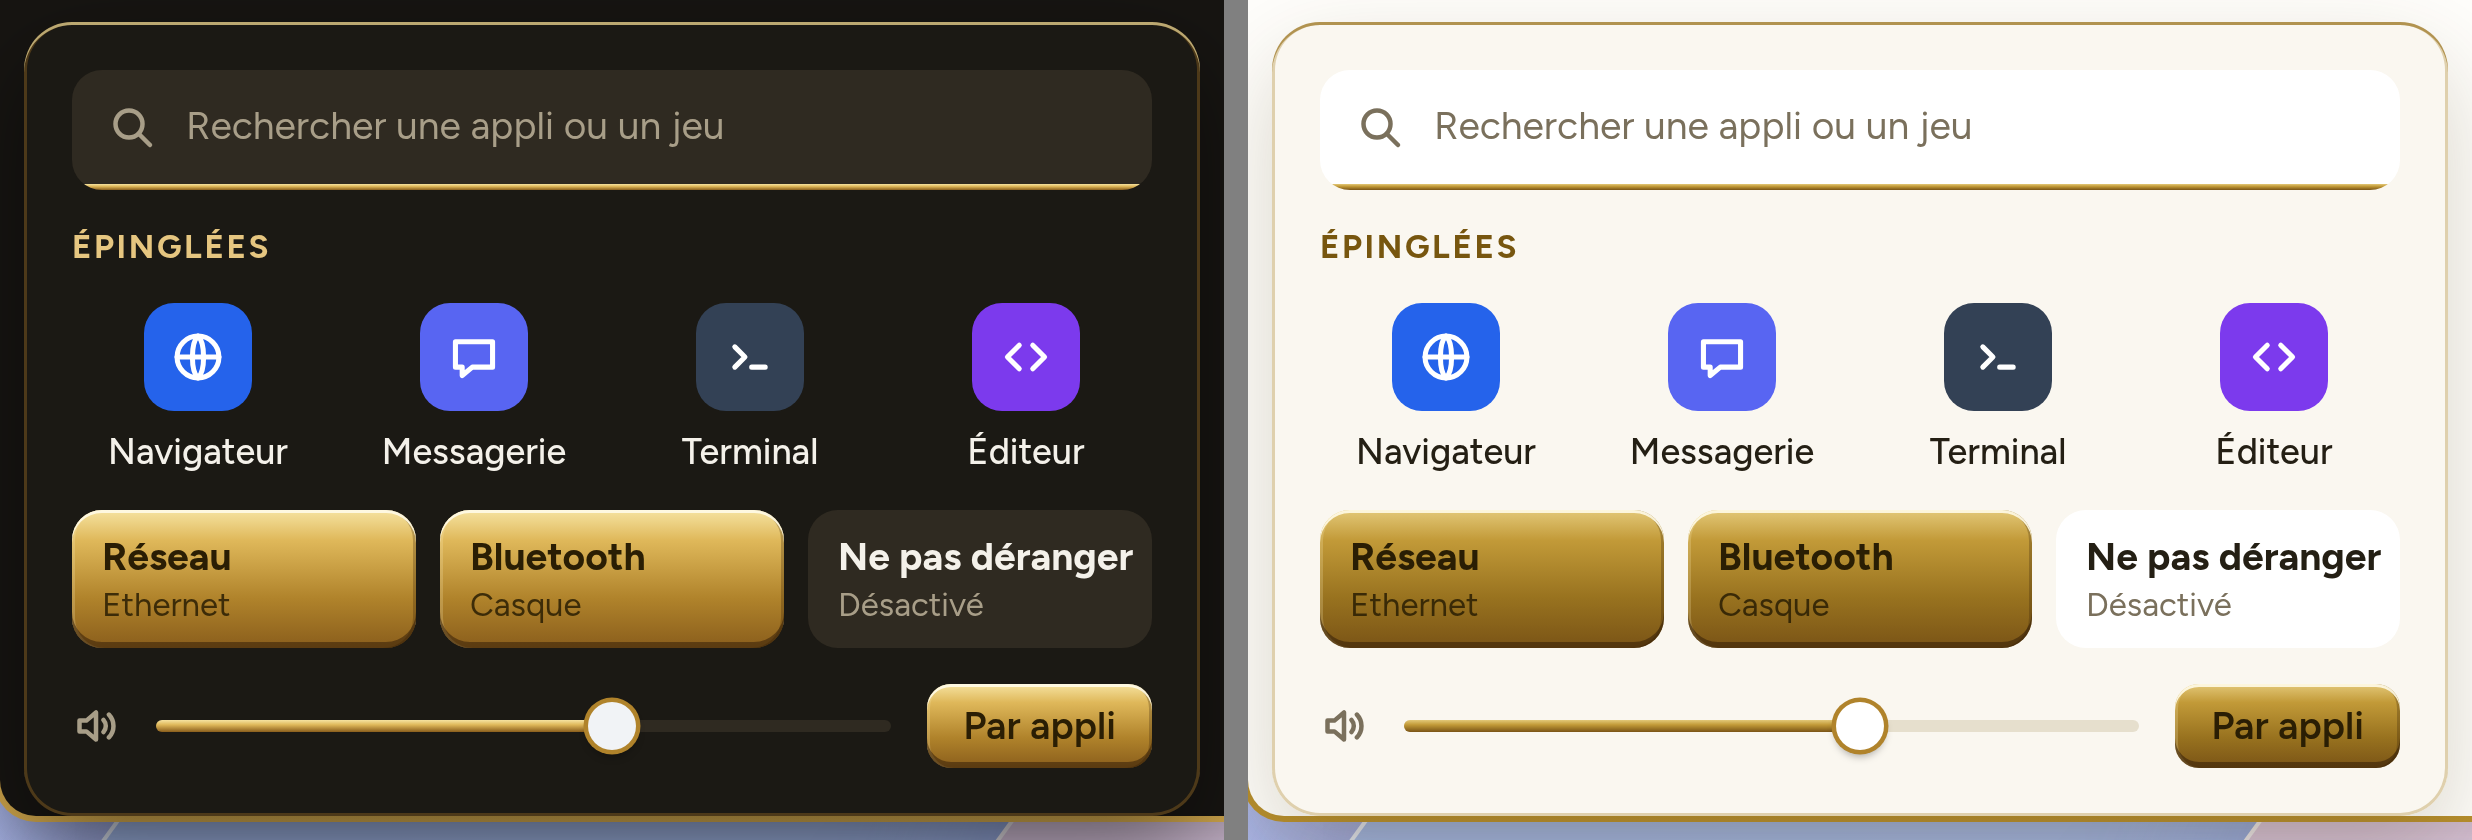 Rechercher une appli ou un jeu
ÉPINGLÉES
Navigateur Messagerie Terminal Éditeur
Réseau Bluetooth Ne pas déranger
Ethernet Casque Désactivé
Par appli
Rechercher une appli ou un jeu
ÉPINGLÉES
Navigateur Messagerie Terminal Éditeur
Réseau Bluetooth Ne pas déranger
Ethernet Casque Désactivé
Par appli